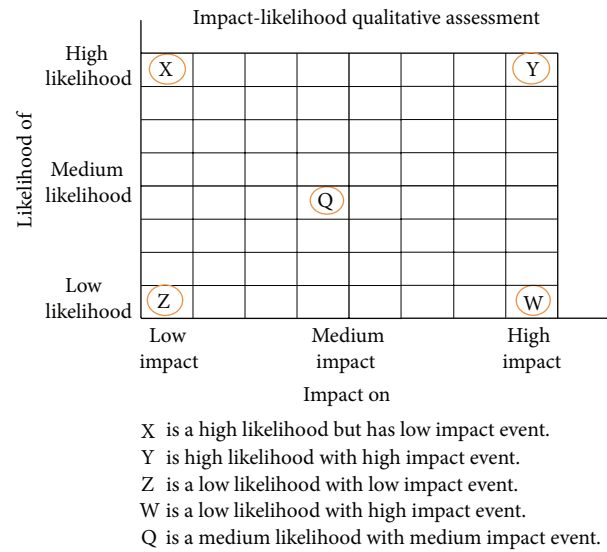 Impact-likelihood qualitative assessment
High
likelihood
X
Y
Likelihood of
Medium
likelihood
Q
Low
likelihood
Z
W
Low
impact
Medium
impact
High
impact
Impact on
X is a high likelihood but has low impact event.
Y is high likelihood with high impact event.
Z is a low likelihood with low impact event.
W is a low likelihood with high impact event.
Q is a medium likelihood with medium impact event.